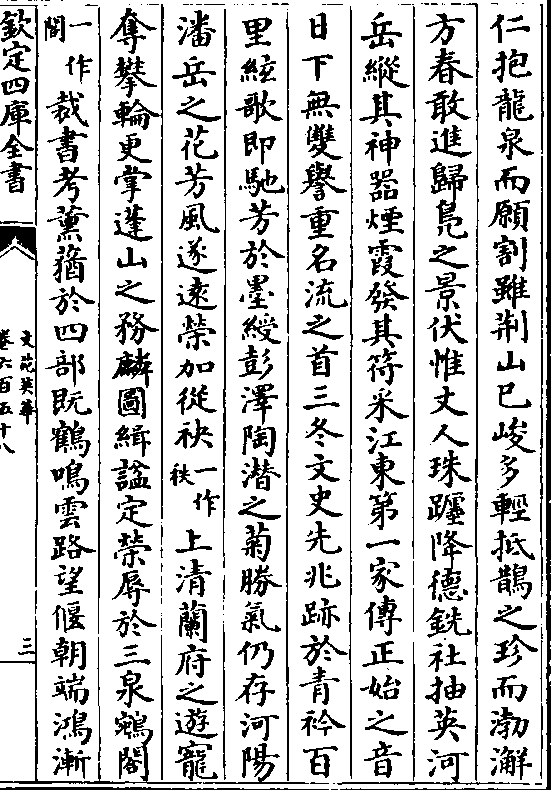 仁抱龍泉而願割雖荆山已峻多輕抵鵲之珍而渤澥
方春敢進歸鳧之景伏惟丈人珠躔降德銑社抽英河
岳縱其神器煙霞發其符采江東第一家傳正始之音
日下無雙譽重名流之首三冬文史先兆跡於青衿百
里絃歌即馳芳於墨綬彭澤陶潛之菊勝氣仍存河陽
潘岳之花芳風遂遠榮加從袂一作秩上清蘭府之遊寵
奪攀輪更掌蓬山之務麟圖緝諡定榮辱於三泉鵷閣
一作閣裁書考薰蕕於四部既鶴鳴雲路望偃朝端鴻漸
欽定四庫全書
文苑英華
卷六百五十八
三